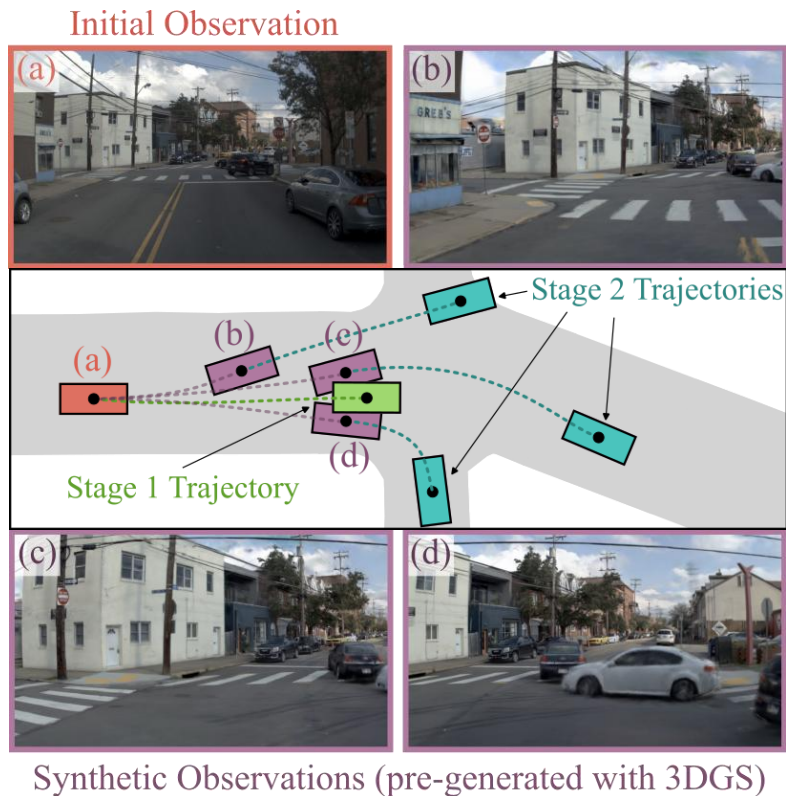 Initial Observation
(a)
(b)
GREB'S
(b)
(c)
Stage 2 Trajectories
(a)
(d)
Stage 1 Trajectory
(c)
(d)
Synthetic Observations (pre-generated with 3DGS)